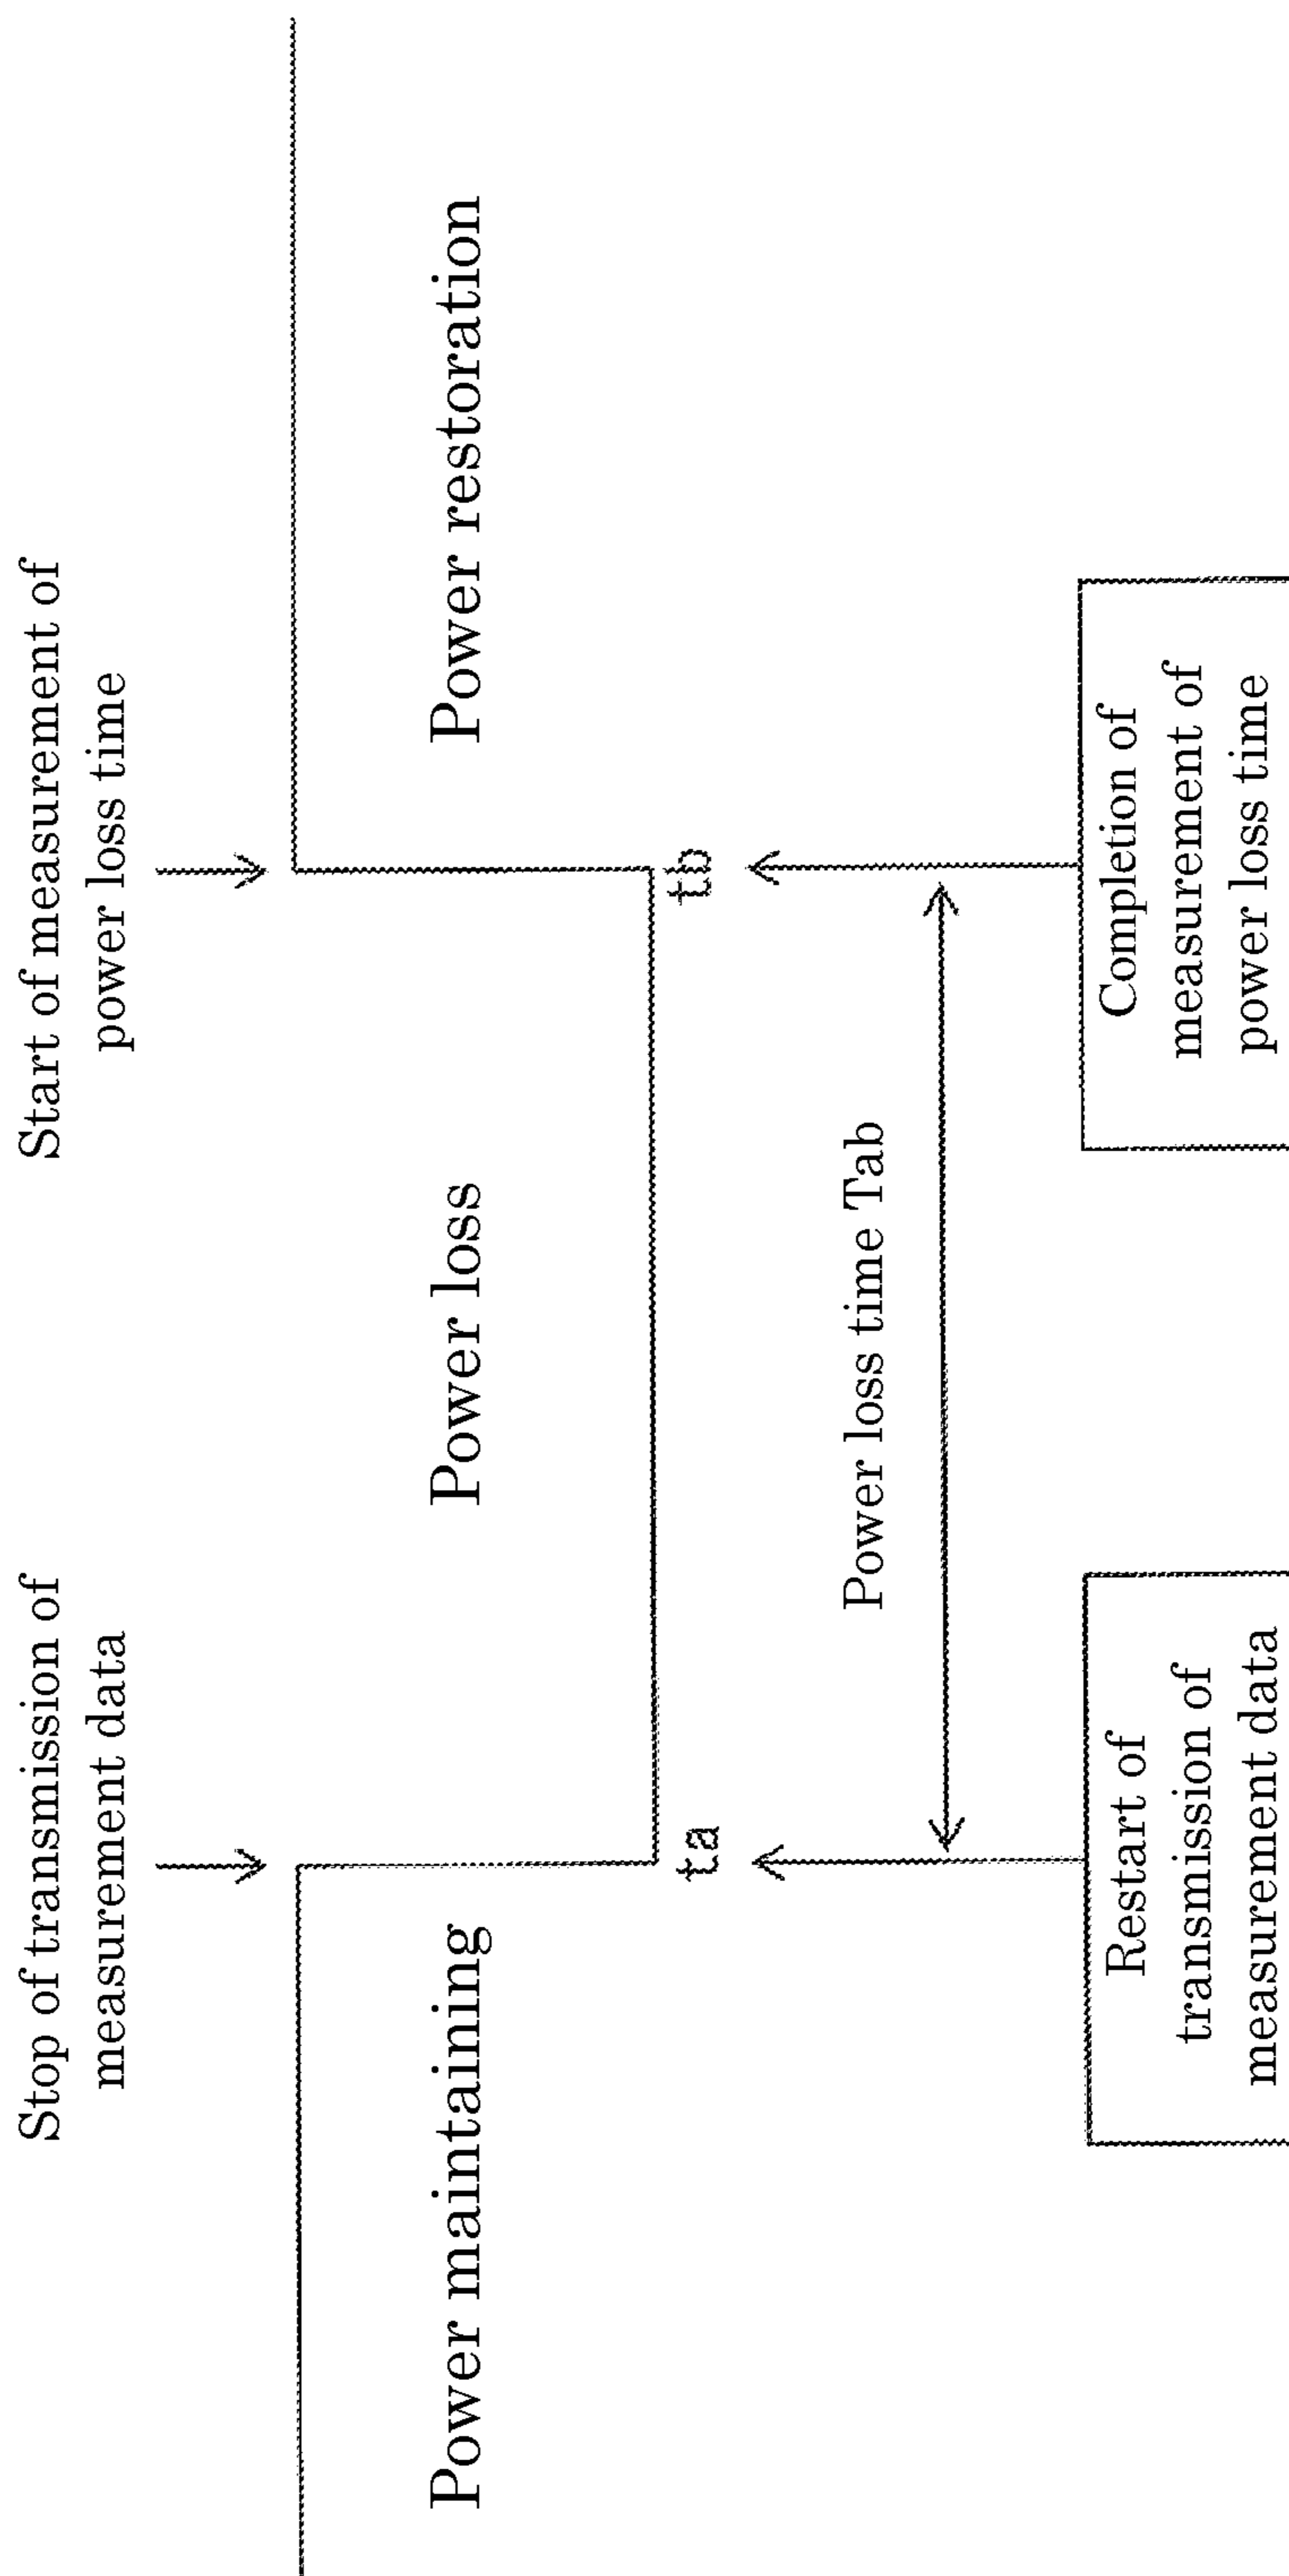 Stop of transmission of
measurement data
Start of measurement of
power loss time
Power maintaining
Power loss
Power restoration
ta
tb
Power loss time Tab
Restart of
transmission of
measurement data
Completion of
measurement of
power loss time